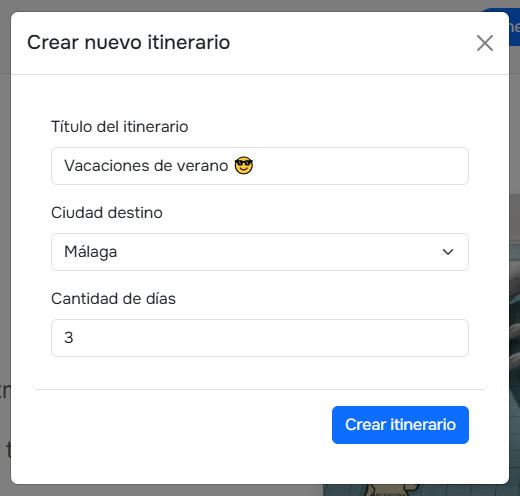 Crear nuevo itinerario
Título del itinerario
Vacaciones de verano 😎
Ciudad destino
Málaga
Cantidad de días
3
Crear itinerario